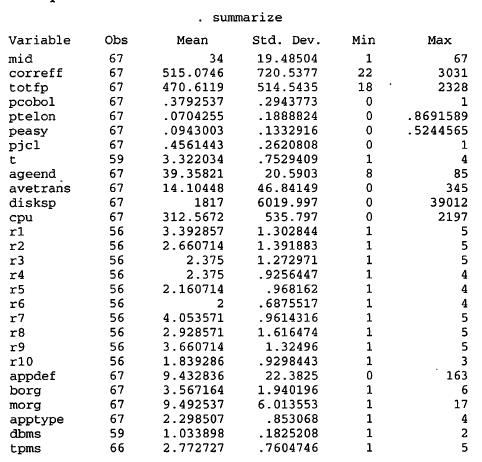 . summarize
Variable Obs Mean Std. Dev. Min Max
mid 67 34 19.48504 1 67
correff 67 515.0746 720.5377 22 3031
totfp 67 470.6119 514.5435 18 2328
pcobol 67 .3792537 .2943773 0 1
ptelon 67 .0704255 .1888824 0 .8691589
peasy 67 .0943003 .1332916 0 .5244565
pjcl 67 .4561443 .2620808 0 1
t 59 3.322034 .7529409 1 4
ageend 67 39.35821 20.5903 8 85
avetrans 67 14.10448 46.84149 0 345
disksp 67 1817 6019.997 0 39012
cpu 67 312.5672 535.797 0 2197
r1 56 3.392857 1.302844 1 5
r2 56 2.660714 1.391883 1 5
r3 56 2.375 1.272971 1 5
r4 56 2.375 .9256447 1 4
r5 56 2.160714 .968162 1 4
r6 56 2 .6875517 1 4
r7 56 4.053571 .9614316 1 5
r8 56 2.928571 1.616474 1 5
r9 56 3.660714 1.32496 1 5
r10 56 1.839286 .9298443 1 3
appdef 67 9.432836 22.3825 0 163
borg 67 3.567164 1.940196 1 6
morg 67 9.492537 6.013553 1 17
apptype 67 2.298507 .853068 1 4
dbms 59 1.033898 .1825208 1 2
tpms 66 2.772727 .7604746 1 5